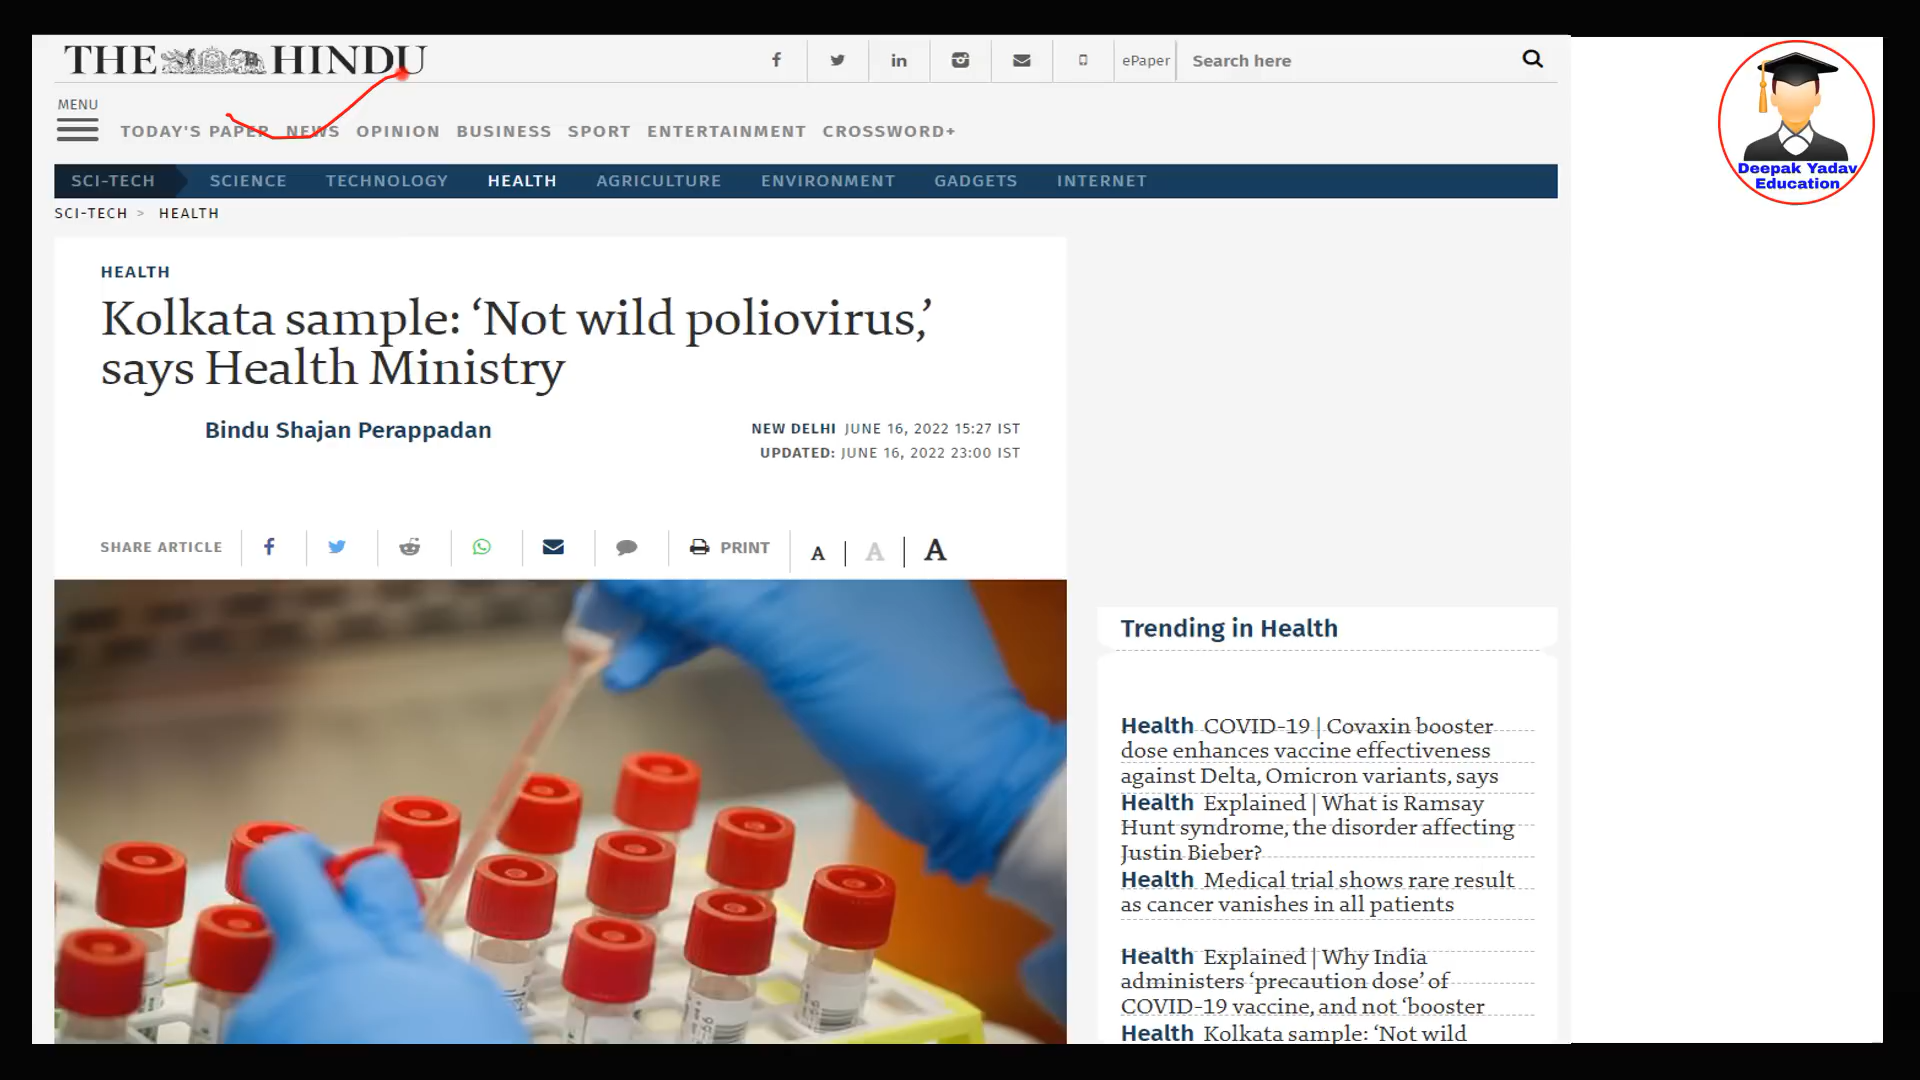 THE HINDU
ePaper
Search here
MENU
TODAY'S PAPER NEWS OPINION BUSINESS SPORT ENTERTAINMENT CROSSWORD+
SCI-TECH SCIENCE TECHNOLOGY HEALTH AGRICULTURE ENVIRONMENT GADGETS INTERNET
SCI-TECH > HEALTH
Deepak Yadav
Education
HEALTH
Kolkata sample: ‘Not wild poliovirus,’
says Health Ministry
Bindu Shajan Perappadan
NEW DELHI JUNE 16, 2022 15:27 IST
UPDATED: JUNE 16, 2022 23:00 IST
SHARE ARTICLE
PRINT
A | A | A
Trending in Health
Health COVID-19 | Covaxin booster
dose enhances vaccine effectiveness
against Delta, Omicron variants, says
Health Explained | What is Ramsay
Hunt syndrome, the disorder affecting
Justin Bieber?
Health Medical trial shows rare result
as cancer vanishes in all patients
Health Explained | Why India
administers ‘precaution dose’ of
COVID-19 vaccine, and not ‘booster
Health Kolkata sample: ‘Not wild